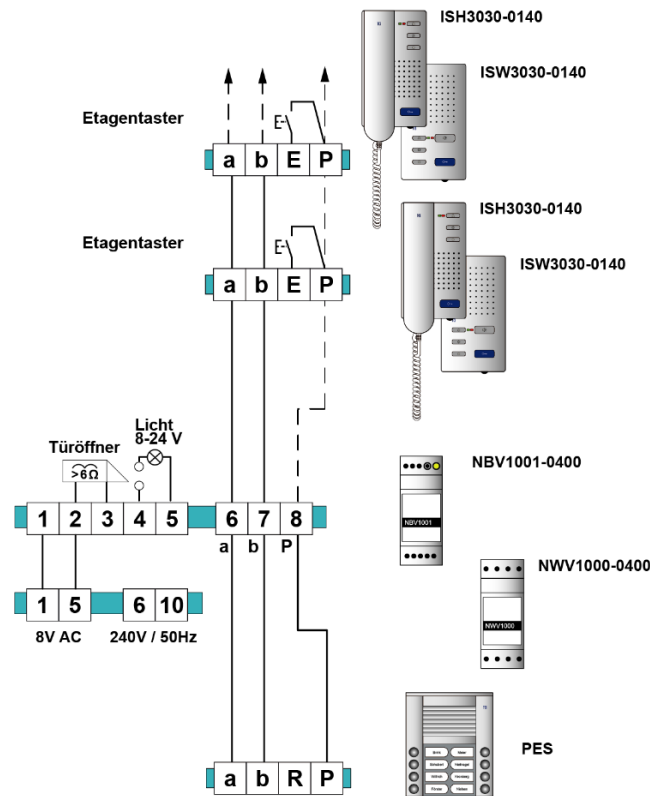 ISH3030-0140
ISW3030-0140
Etagentaster
a b E P
ISH3030-0140
ISW3030-0140
Etagentaster
a b E P
Türöffner
>6Ω
Licht
8-24 V
1 2 3 4 5 6 7 8
a b P
NBV1001-0400
NBV1001
1 5 6 10
8V AC 240V / 50Hz
NWV1000-0400
NWV1000
PES
a b R P